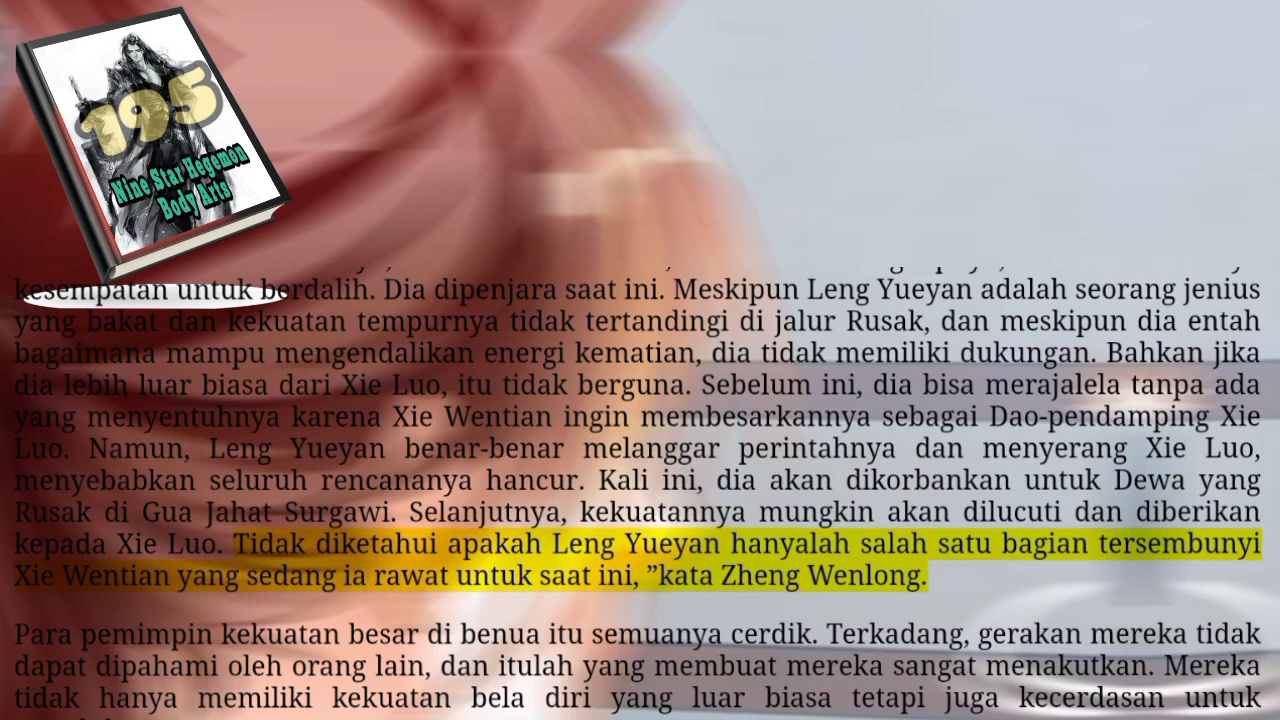 195
Nine Star Hegemon
Body Arts
kesempatan untuk berdalih. Dia dipenjara saat ini. Meskipun Leng Yueyan adalah seorang jenius
yang bakat dan kekuatan tempurnya tidak tertandingi di jalur Rusak, dan meskipun dia entah
bagaimana mampu mengendalikan energi kematian, dia tidak memiliki dukungan. Bahkan jika
dia lebih luar biasa dari Xie Luo, itu tidak berguna. Sebelum ini, dia bisa merajalela tanpa ada
yang menyentuhnya karena Xie Wentian ingin membesarkannya sebagai Dao-pendamping Xie
Luo. Namun, Leng Yueyan benar-benar melanggar perintahnya dan menyerang Xie Luo,
menyebabkan seluruh rencananya hancur. Kali ini, dia akan dikorbankan untuk Dewa yang
Rusak di Gua Jahat Surgawi. Selanjutnya, kekuatannya mungkin akan dilucuti dan diberikan
kepada Xie Luo. Tidak diketahui apakah Leng Yueyan hanyalah salah satu bagian tersembunyi
Xie Wentian yang sedang ia rawat untuk saat ini, ”kata Zheng Wenlong.
Para pemimpin kekuatan besar di benua itu semuanya cerdik. Terkadang, gerakan mereka tidak
dapat dipahami oleh orang lain, dan itulah yang membuat mereka sangat menakutkan. Mereka
tidak hanya memiliki kekuatan bela diri yang luar biasa tetapi juga kecerdasan untuk